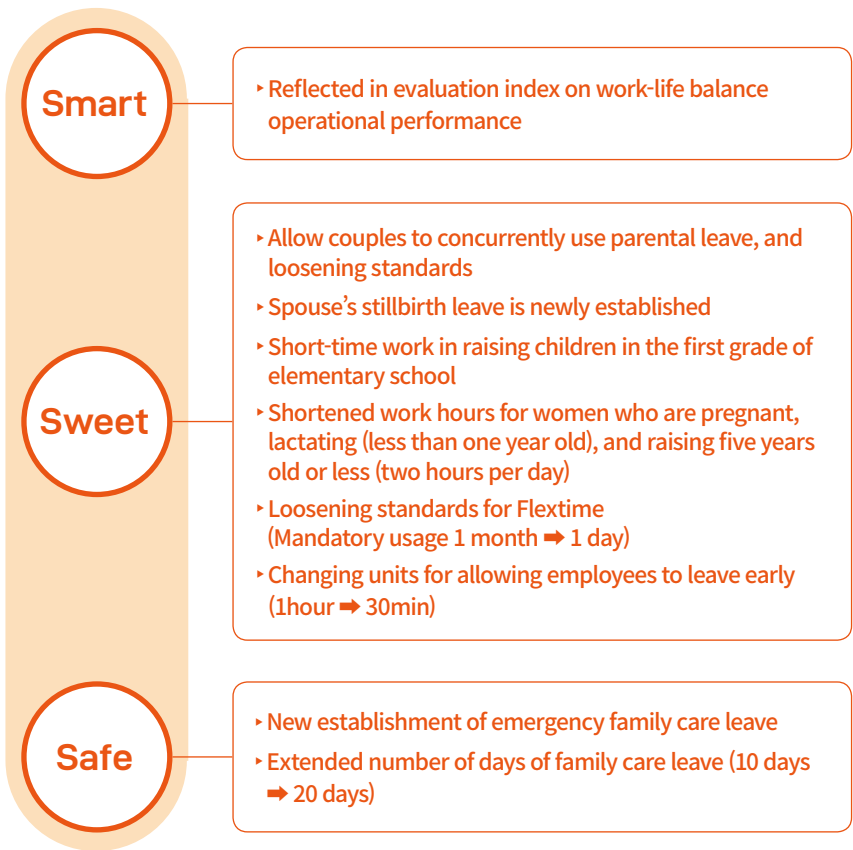 Smart
‣ Reflected in evaluation index on work-life balance
operational performance
Sweet
‣ Allow couples to concurrently use parental leave, and
loosening standards
‣ Spouse’s stillbirth leave is newly established
‣ Short-time work in raising children in the first grade of
elementary school
‣ Shortened work hours for women who are pregnant,
lactating (less than one year old), and raising five years
old or less (two hours per day)
‣ Loosening standards for Flextime
(Mandatory usage 1 month ➡ 1 day)
‣ Changing units for allowing employees to leave early
(1hour ➡ 30min)
Safe
‣ New establishment of emergency family care leave
‣ Extended number of days of family care leave (10 days
➡ 20 days)